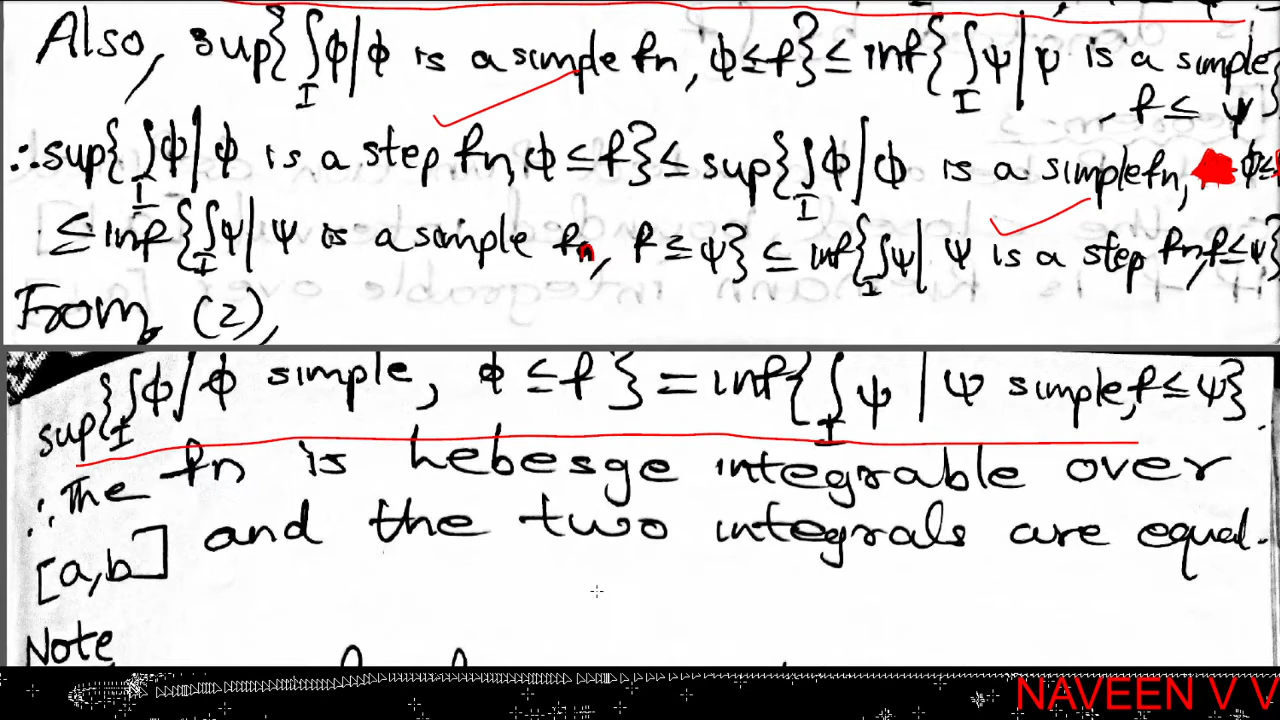 Also, sup{∫_I ϕ | ϕ is a simple fn, ϕ ≤ f} ≤ inf{∫_I ψ | ψ is a simple
, f ≤ ψ}
∴ sup{∫_I ϕ | ϕ is a step fn, ϕ ≤ f} ≤ sup{∫_I ϕ | ϕ is a simple fn, ϕ ≤
≤ inf{∫_I ψ | ψ is a simple fn, f ≤ ψ} ≤ inf{∫_I ψ | ψ is a step fn, f ≤ ψ}
From (2),
sup{∫_I ϕ / ϕ simple, ϕ ≤ f} = inf{∫_I ψ | ψ simple, f ≤ ψ}.
∴ The fn is Lebesge integrable over
[a,b] and the two integrals are equal.
Note
NAVEEN V V